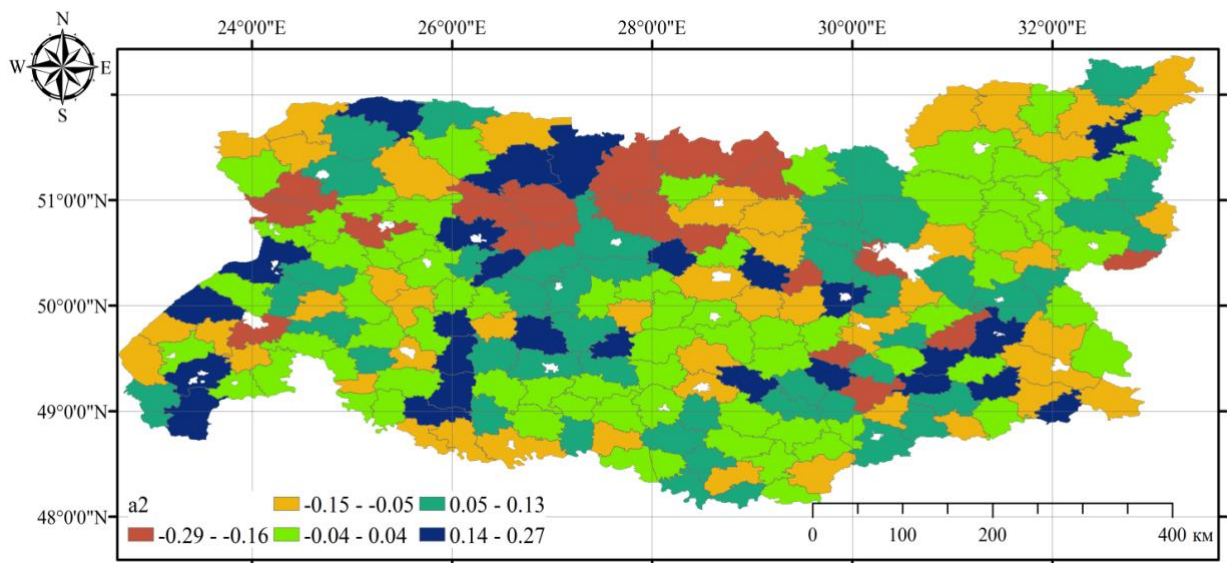 N
W E
S
24°0'0"E 26°0'0"E 28°0'0"E 30°0'0"E 32°0'0"E
51°0'0"N
50°0'0"N
49°0'0"N
48°0'0"N
a2 -0.15 - -0.05 0.05 - 0.13
-0.29 - -0.16 -0.04 - 0.04 0.14 - 0.27
0 100 200 400 км